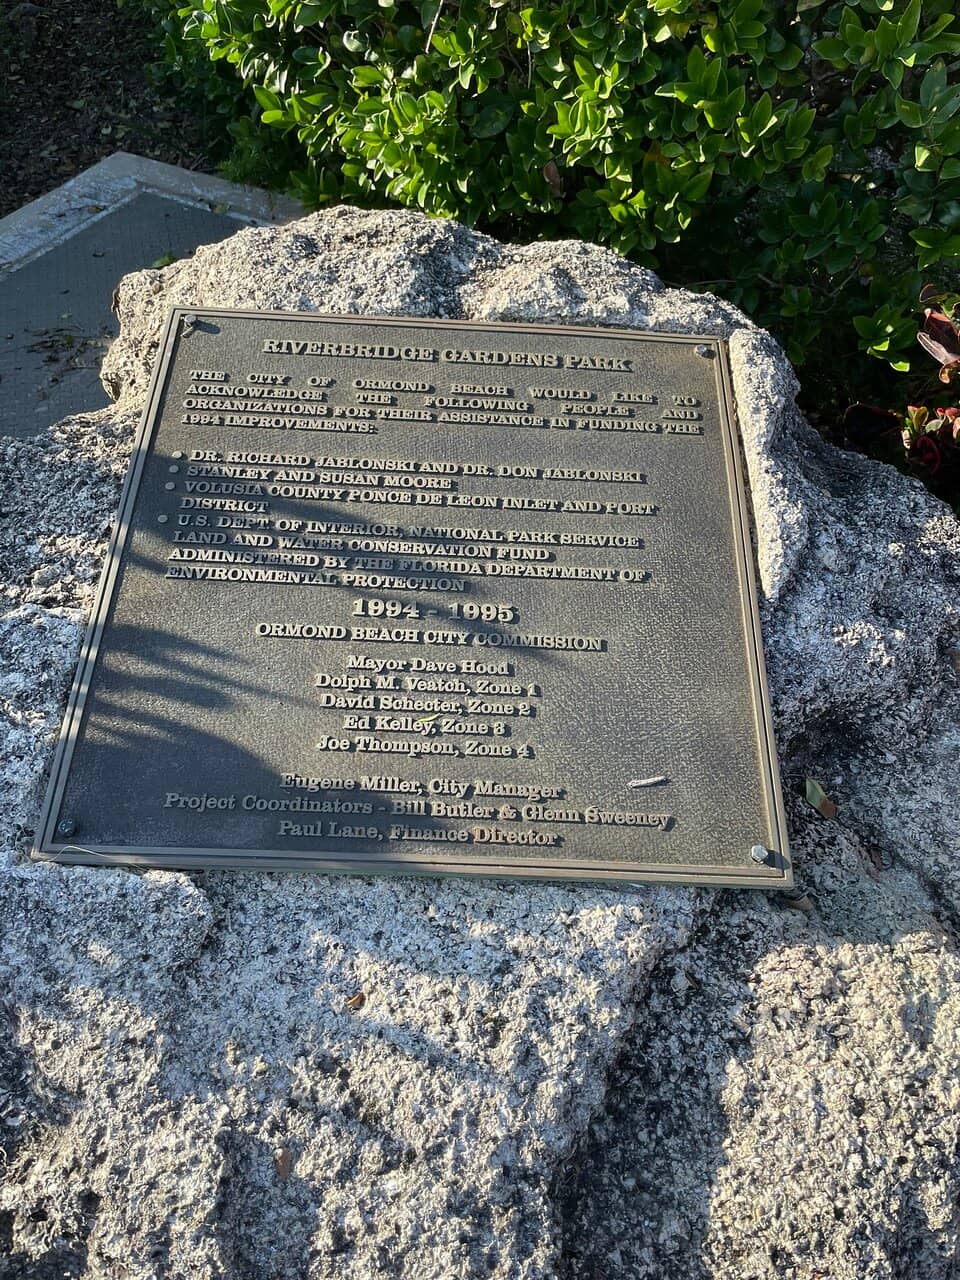 RIVERBRIDGE GARDENS PARK
THE CITY OF ORMOND BEACH WOULD LIKE TO
ACKNOWLEDGE THE FOLLOWING PEOPLE AND
ORGANIZATIONS FOR THEIR ASSISTANCE IN FUNDING THE
1994 IMPROVEMENTS:
• DR. RICHARD JABLONSKI AND DR. DON JABLONSKI
• STANLEY AND SUSAN MOORE
• VOLUSIA COUNTY PONCE DE LEON INLET AND PORT
DISTRICT
• U.S. DEPT. OF INTERIOR, NATIONAL PARK SERVICE
LAND AND WATER CONSERVATION FUND
ADMINISTERED BY THE FLORIDA DEPARTMENT OF
ENVIRONMENTAL PROTECTION
1994 - 1995
ORMOND BEACH CITY COMMISSION
Mayor Dave Hood
Dolph M. Veatch, Zone 1
David Schecter, Zone 2
Ed Kelley, Zone 3
Joe Thompson, Zone 4
Eugene Miller, City Manager
Project Coordinators - Bill Butler & Glenn Sweeney
Paul Lane, Finance Director